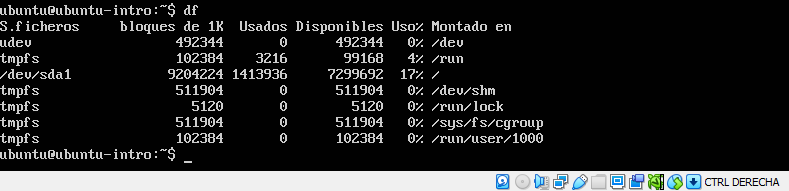 ubuntu@ubuntu-intro:~$ df
S.ficheros     bloques de 1K  Usados Disponibles Uso% Montado en
udev                  492344       0      492344   0% /dev
tmpfs                 102384    3216       99168   4% /run
/dev/sda1            9204224 1413936     7299692  17% /
tmpfs                 511904       0      511904   0% /dev/shm
tmpfs                   5120       0        5120   0% /run/lock
tmpfs                 511904       0      511904   0% /sys/fs/cgroup
tmpfs                 102384       0      102384   0% /run/user/1000
ubuntu@ubuntu-intro:~$ _
CTRL DERECHA